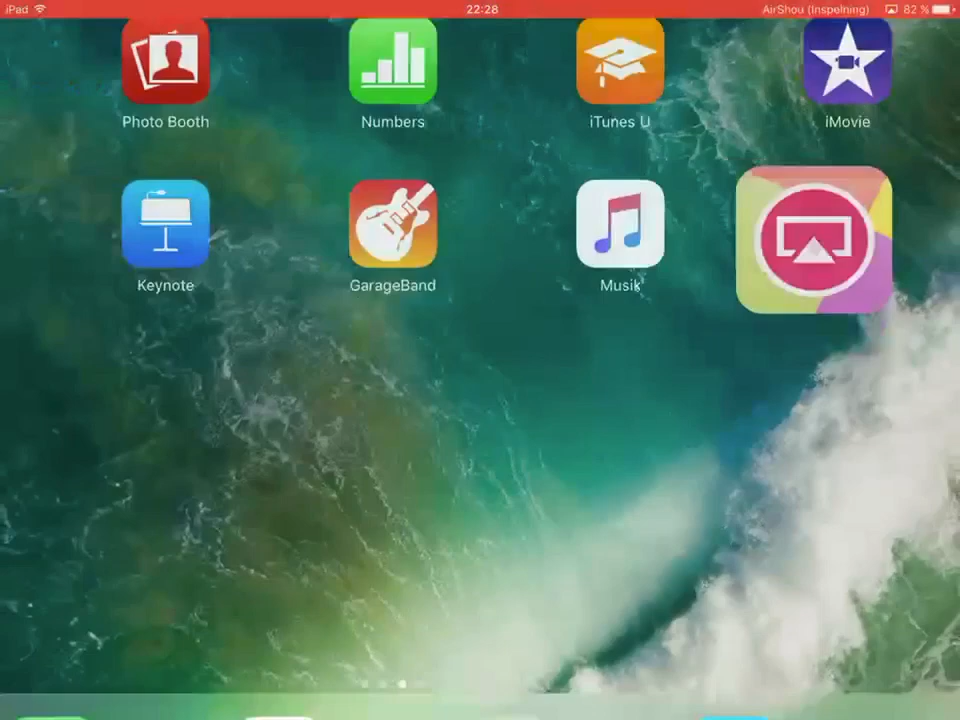 iPad 22:28 AirShou (Inspelning) 82 %
Photo Booth Numbers iTunes U iMovie
Keynote GarageBand Musik